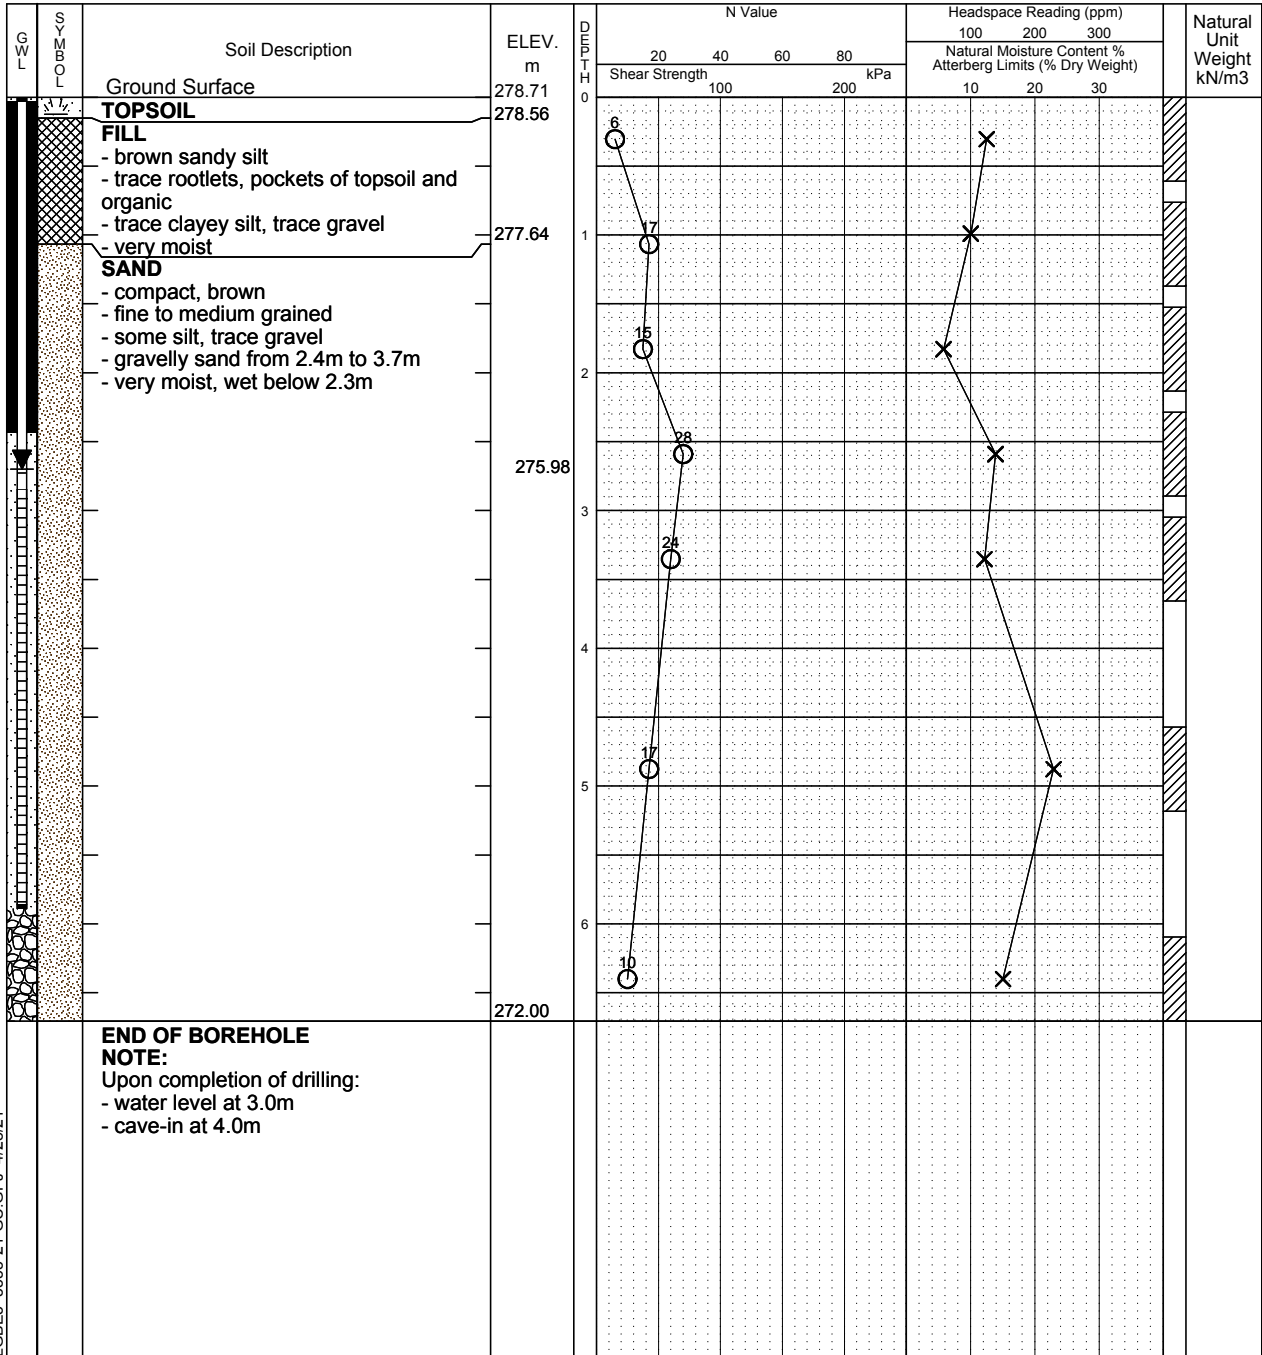 GWL
SYMBOL
Soil Description
Ground Surface
ELEV.
m
278.71
DEPTH
N Value
20 40 60 80
Shear Strength kPa
100 200
Headspace Reading (ppm)
100 200 300
Natural Moisture Content %
Atterberg Limits (% Dry Weight)
10 20 30
Natural
Unit
Weight
kN/m3
0
TOPSOIL
278.56
FILL
- brown sandy silt
- trace rootlets, pockets of topsoil and
organic
- trace clayey silt, trace gravel
- very moist
277.64
SAND
- compact, brown
- fine to medium grained
- some silt, trace gravel
- gravelly sand from 2.4m to 3.7m
- very moist, wet below 2.3m
275.98
272.00
1
2
3
4
5
6
6
17
15
28
24
17
10
END OF BOREHOLE
NOTE:
Upon completion of drilling:
- water level at 3.0m
- cave-in at 4.0m